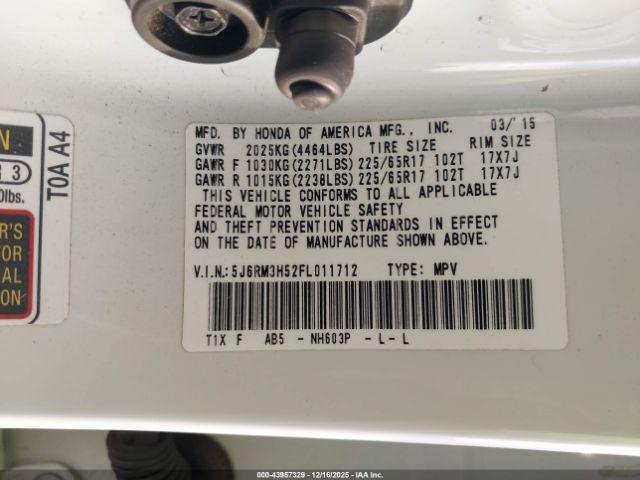 MFD. BY HONDA OF AMERICA MFG., INC. 03/'15
GVWR 2025KG(4464LBS) TIRE SIZE RIM SIZE
GAWR F 1030KG(2271LBS) 225/65R17 102T 17X7J
GAWR R 1015KG(2238LBS) 225/65R17 102T 17X7J
THIS VEHICLE CONFORMS TO ALL APPLICABLE
FEDERAL MOTOR VEHICLE SAFETY
AND THEFT PREVENTION STANDARDS IN EFFECT
ON THE DATE OF MANUFACTURE SHOWN ABOVE.
V.I.N.: 5J6RM3H52FL011712 TYPE: MPV
T1X F AB5 - NH603P - L - L
T0A A4
3
0lbs.
000-43957329 - 12/16/2025 - IAA Inc.